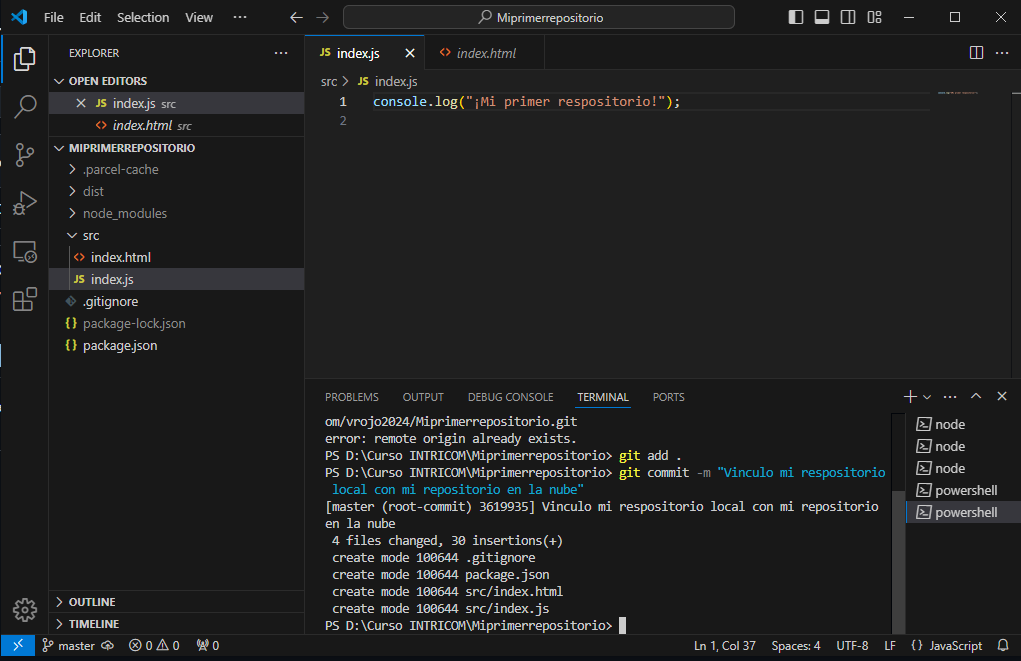 File Edit Selection View ··· Miprimerrepositorio
EXPLORER ···
OPEN EDITORS
JS index.js src
<> index.html src
MIPRIMERREPOSITORIO
.parcel-cache
dist
node_modules
src
<> index.html
JS index.js
.gitignore
{} package-lock.json
{} package.json
OUTLINE
TIMELINE
JS index.js <> index.html ···
src > JS index.js
1 console.log("¡Mi primer respositorio!");
2
PROBLEMS OUTPUT DEBUG CONSOLE TERMINAL PORTS
om/vrojo2024/Miprimerrepositorio.git
error: remote origin already exists.
PS D:\Curso INTRICOM\Miprimerrepositorio> git add .
PS D:\Curso INTRICOM\Miprimerrepositorio> git commit -m "Vinculo mi respositorio
local con mi repositorio en la nube"
[master (root-commit) 3619935] Vinculo mi respositorio local con mi repositorio
en la nube
4 files changed, 30 insertions(+)
create mode 100644 .gitignore
create mode 100644 package.json
create mode 100644 src/index.html
create mode 100644 src/index.js
PS D:\Curso INTRICOM\Miprimerrepositorio>
node
node
node
powershell
powershell
master 0 0 0 Ln 1, Col 37 Spaces: 4 UTF-8 LF {} JavaScript